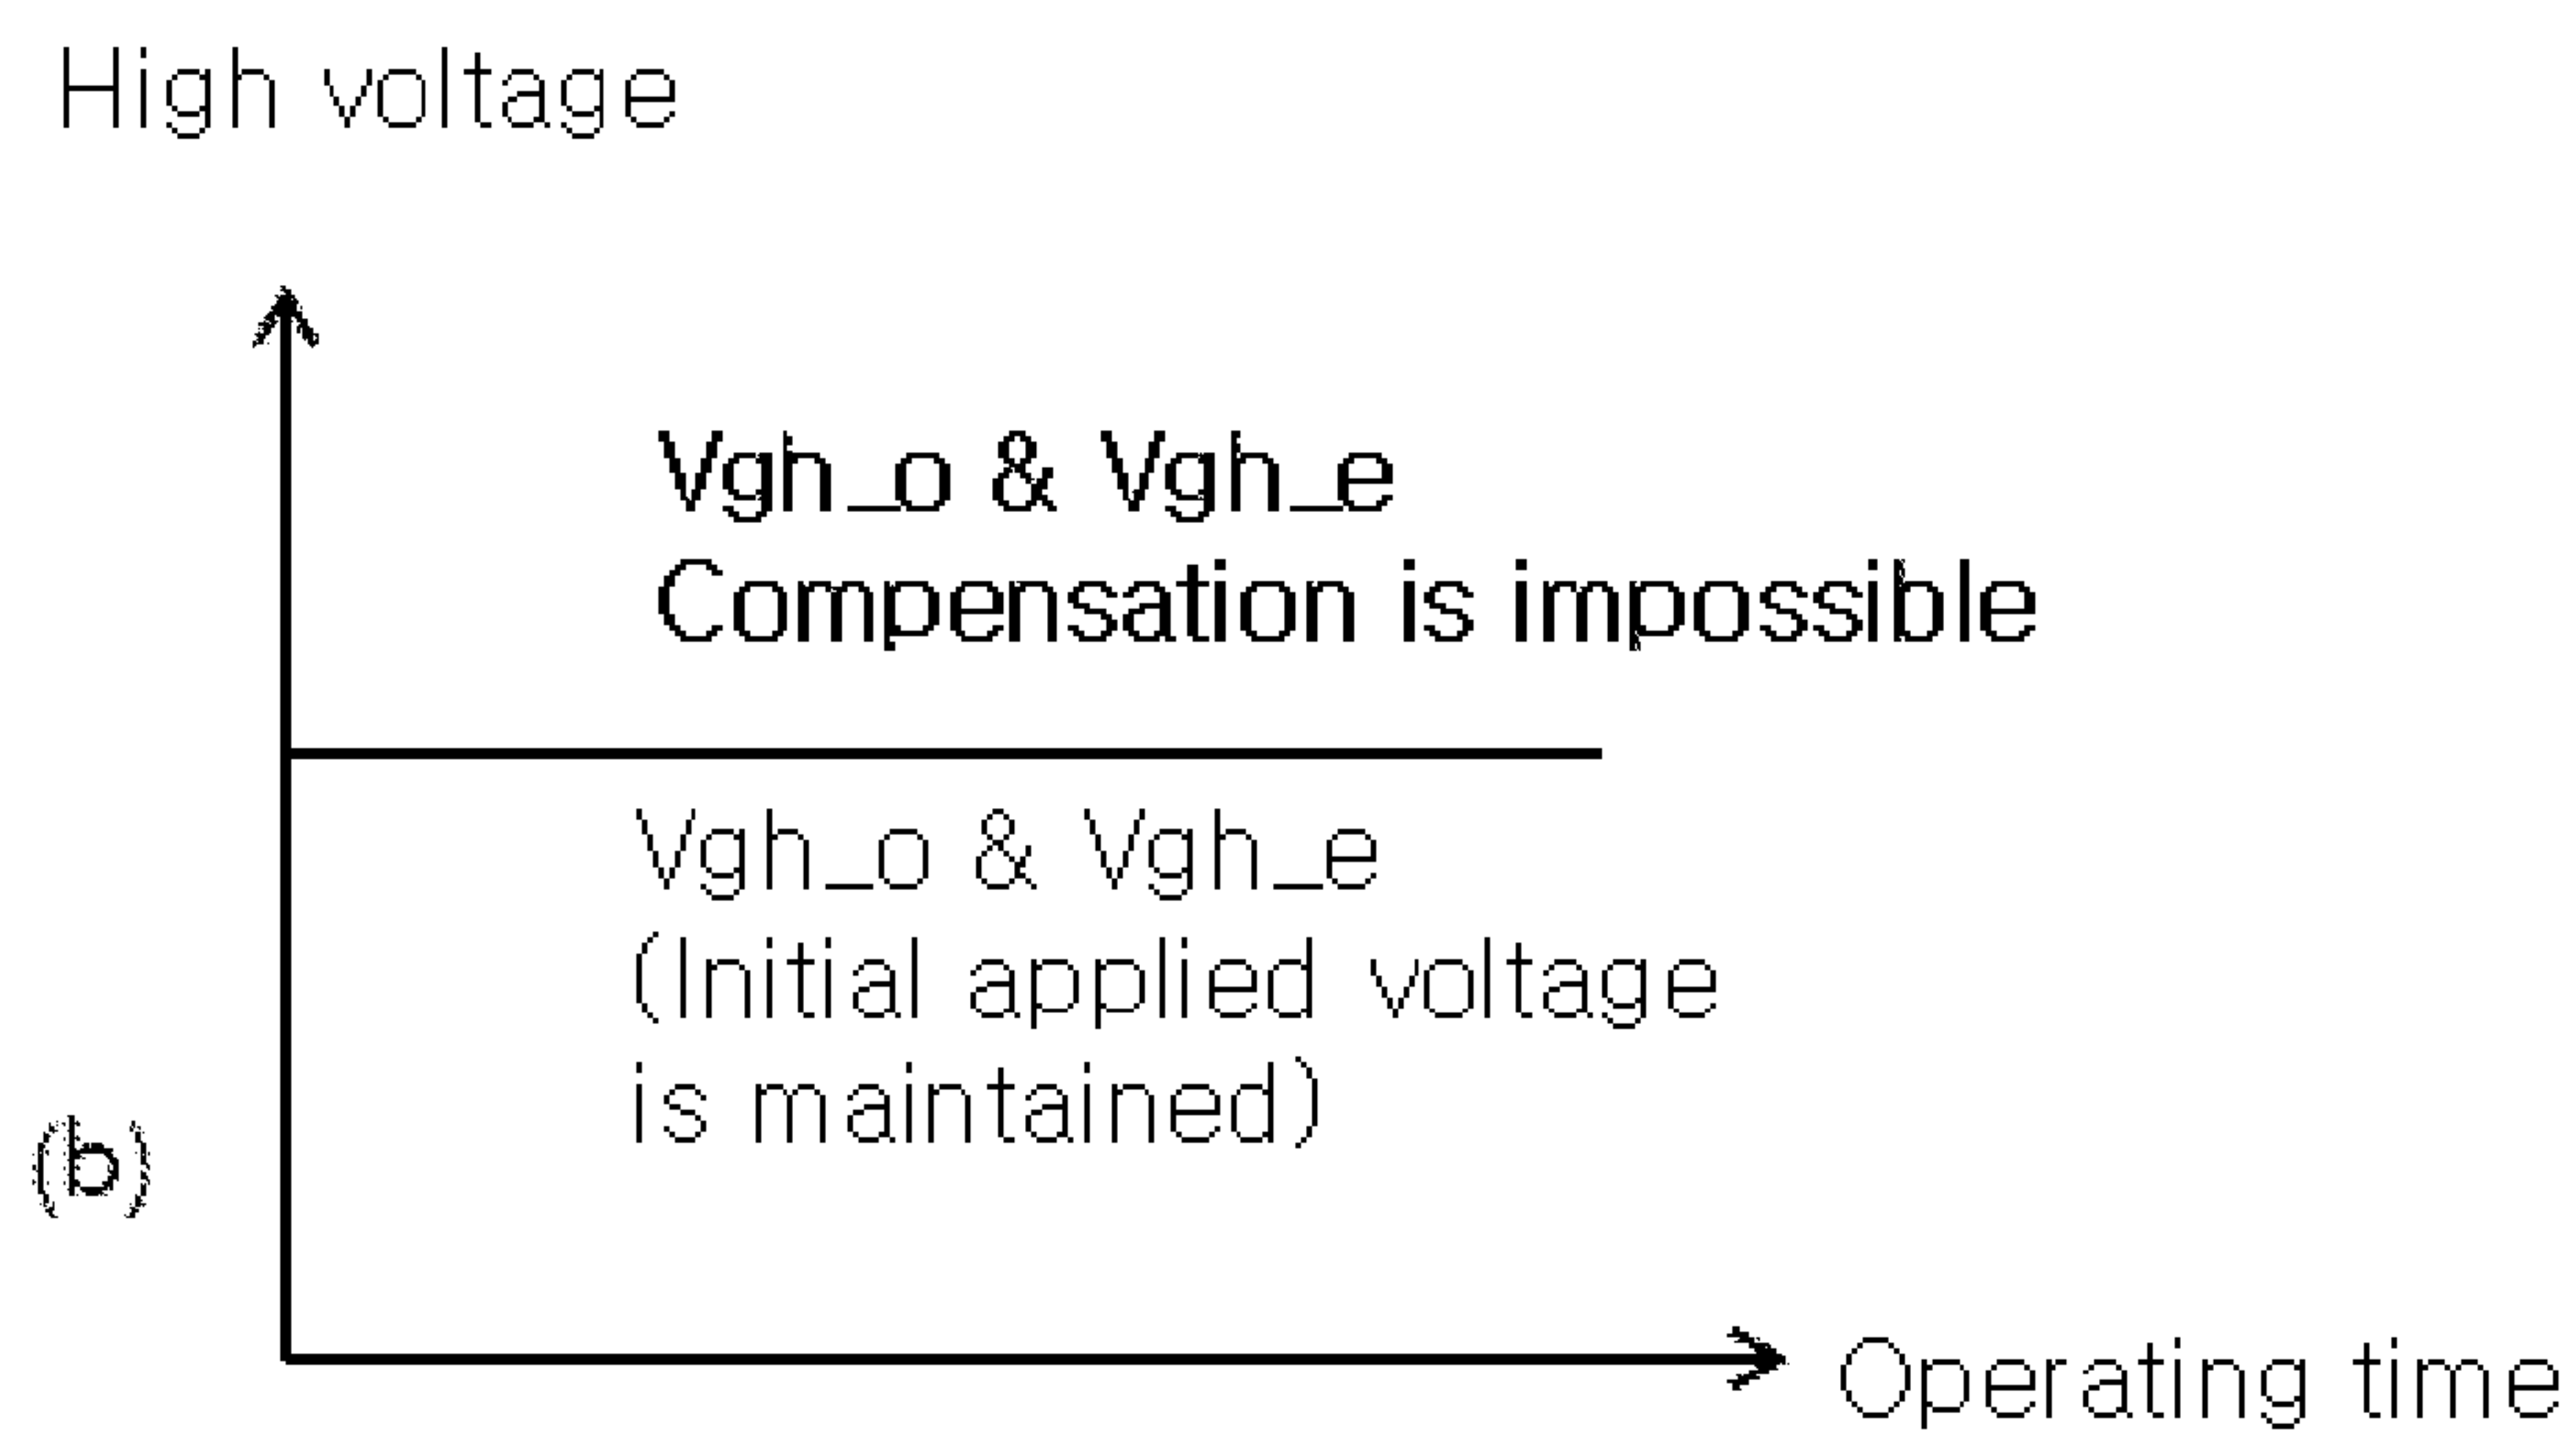 High voltage
Vgh_o & Vgh_e
Compensation is impossible
Vgh_o & Vgh_e
(Initial applied voltage
is maintained)
(b)
Operating time